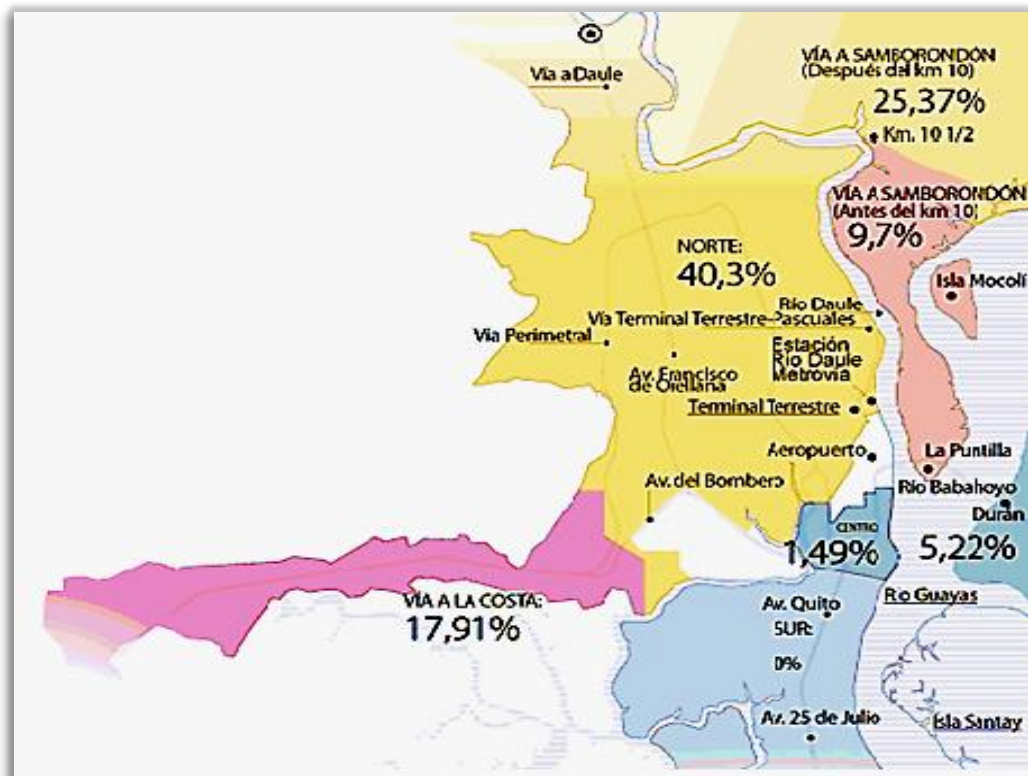 VÍA A SAMBORONDÓN
(Después del km 10)
25,37%
Vía a Daule
Km. 10 1/2
VÍA A SAMBORONDÓN
(Antes del km 10)
9,7%
NORTE:
40,3%
Isla Mocolí
Río Daule
Vía Terminal Terrestre-Pascuales
Vía Perimetral
Estación
Río Daule
Metrovía
Av. Francisco
de Orellana
Terminal Terrestre
Aeropuerto
La Puntilla
Av. del Bombero
Río Babahoyo
Durán
CENTRO
1,49%
5,22%
VÍA A LA COSTA:
17,91%
Río Guayas
Av. Quito
SUR:
0%
Av. 25 de Julio
Isla Santay